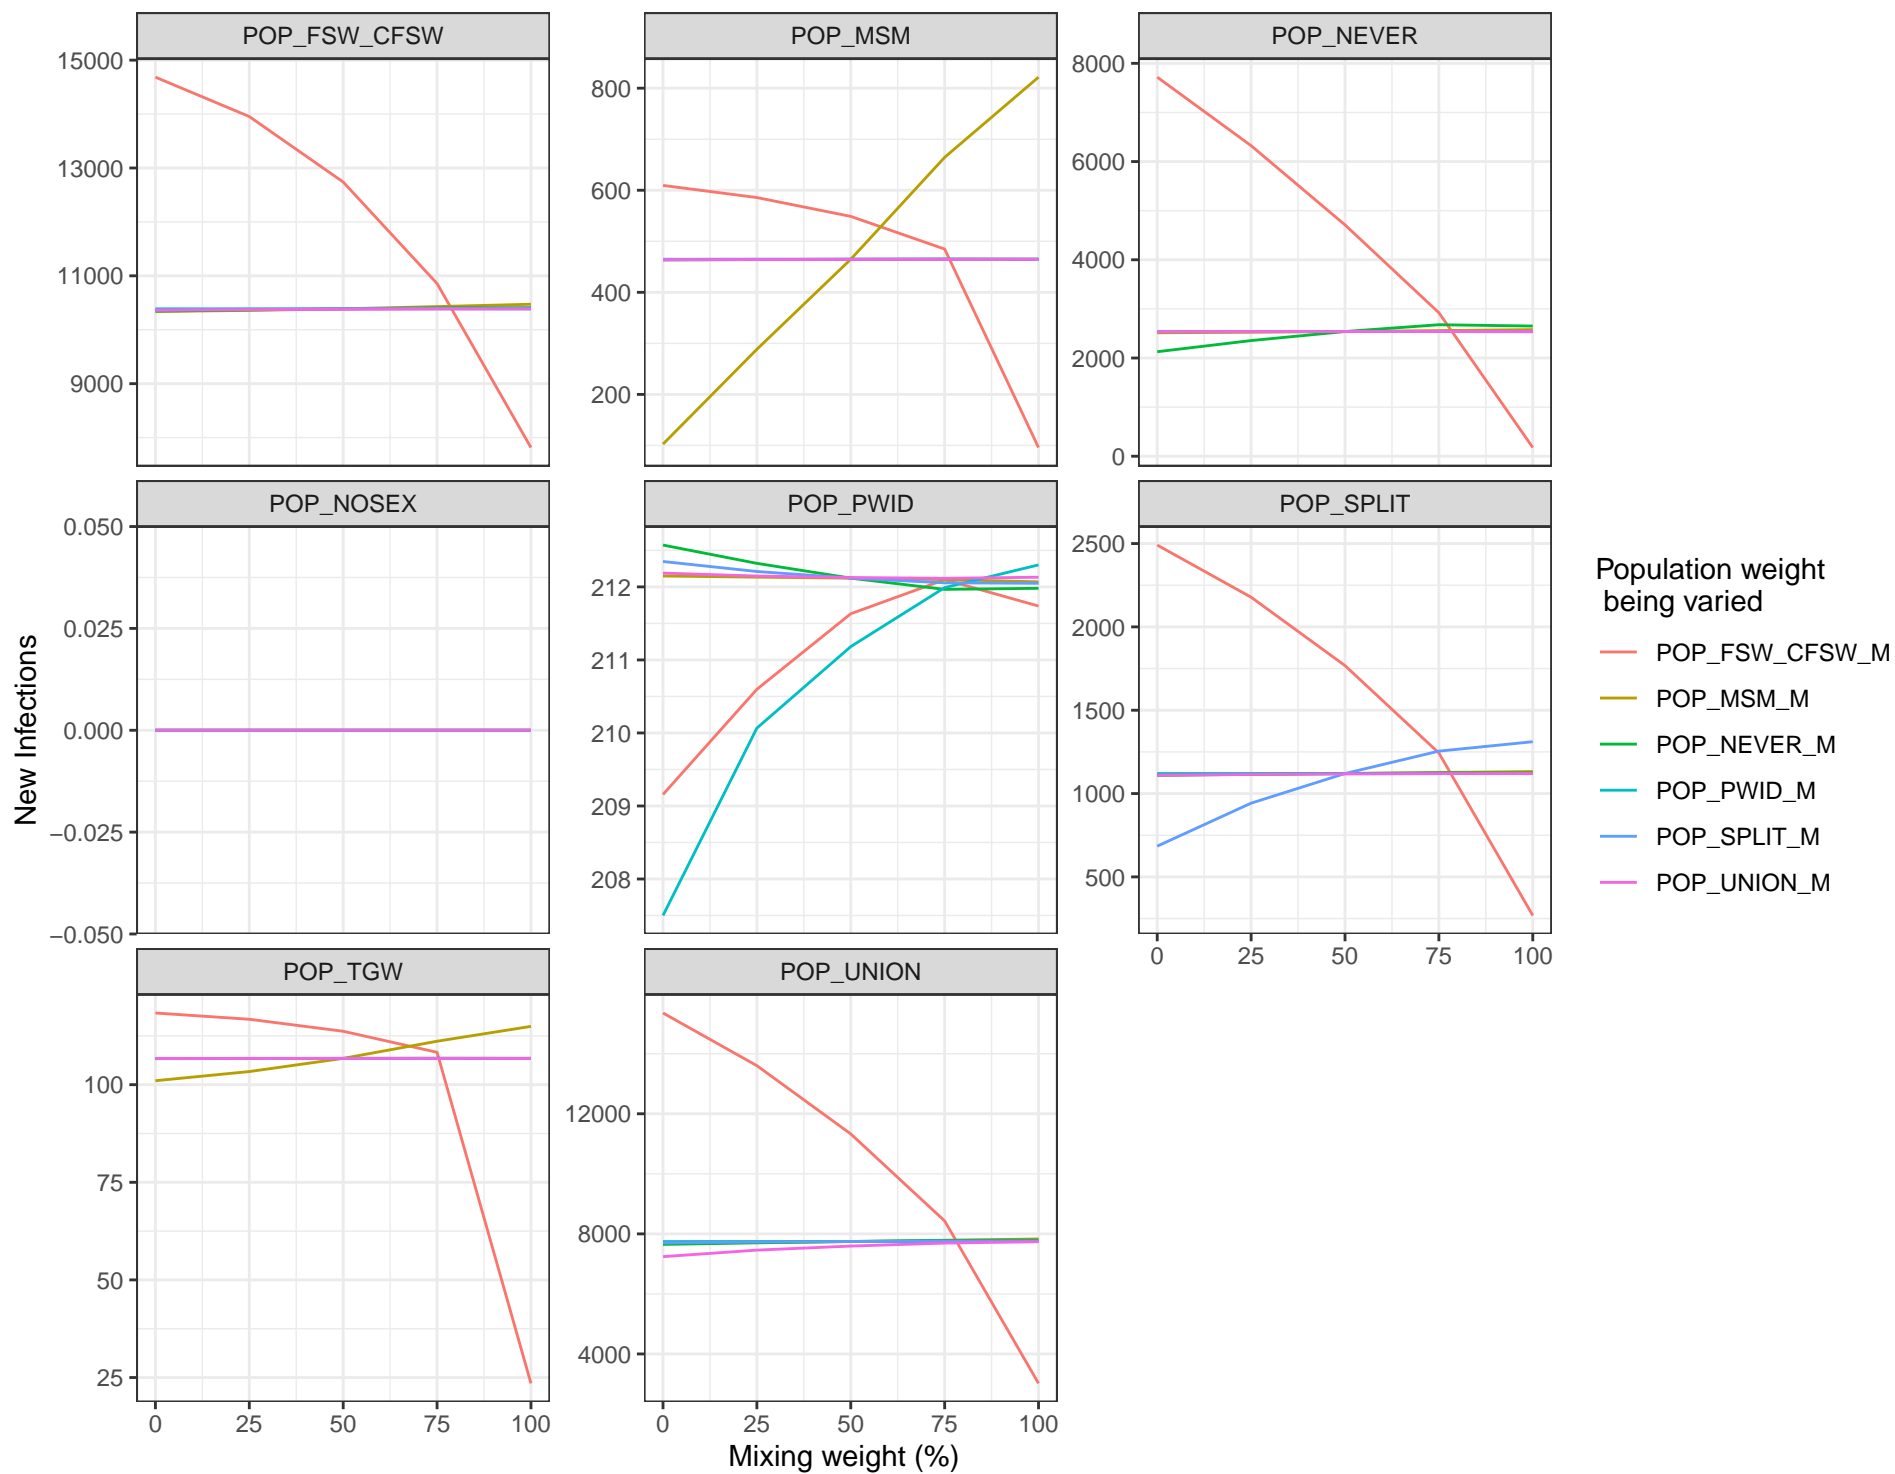 POP_FSW_CFSW
POP_MSM
POP_NEVER
15000
13000
11000
9000
800
600
400
200
8000
6000
4000
2000
0
POP_NOSEX
POP_PWID
POP_SPLIT
0.050
0.025
0.000
−0.025
−0.050
212
211
210
209
208
2500
2000
1500
1000
500
0 25 50 75 100
POP_TGW
POP_UNION
100
75
50
25
12000
8000
4000
0 25 50 75 100
0 25 50 75 100
Mixing weight (%)
New Infections
Population weight
being varied
POP_FSW_CFSW_M
POP_MSM_M
POP_NEVER_M
POP_PWID_M
POP_SPLIT_M
POP_UNION_M